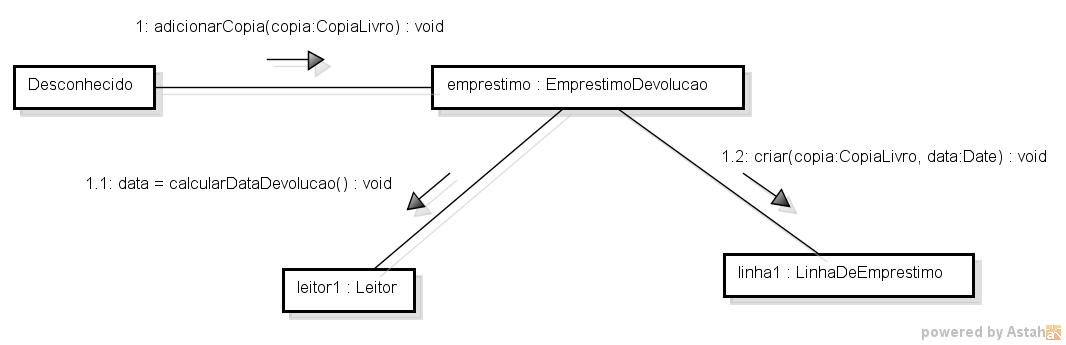 1: adicionarCopia(copia:CopiaLivro) : void
Desconhecido
emprestimo : EmprestimoDevolucao
1.2: criar(copia:CopiaLivro, data:Date) : void
1.1: data = calcularDataDevolucao() : void
linha1 : LinhaDeEmprestimo
leitor1 : Leitor
powered by Astah